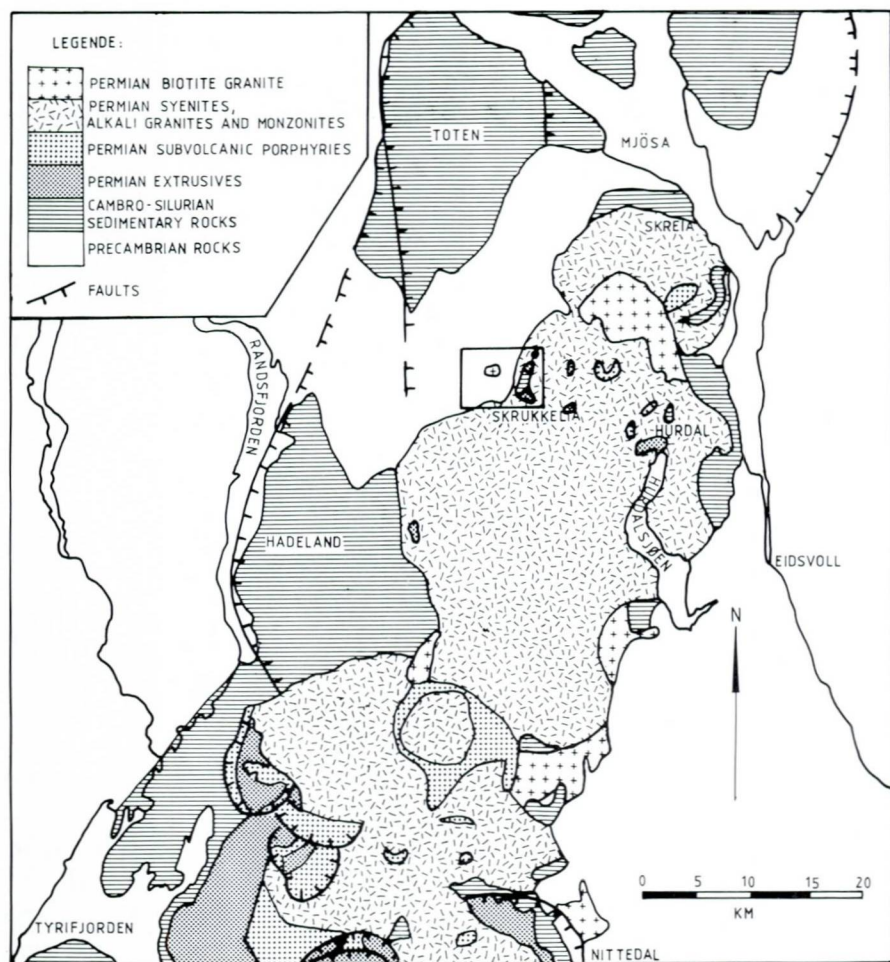 LEGENDE:
PERMIAN BIOTITE GRANITE
PERMIAN SYENITES,
ALKALI GRANITES AND MONZONITES
PERMIAN SUBVOLCANIC PORPHYRIES
PERMIAN EXTRUSIVES
CAMBRO-SILURIAN
SEDIMENTARY ROCKS
PRECAMBRIAN ROCKS
FAULTS
TOTEN
MJÖSA
SKREIA
RANDSFJORDEN
SKRUKKELIA
HURDAL
HURDALSJØEN
HADELAND
EIDSVOLL
N
0 5 10 15 20
KM
TYRIFJORDEN
NITTEDAL